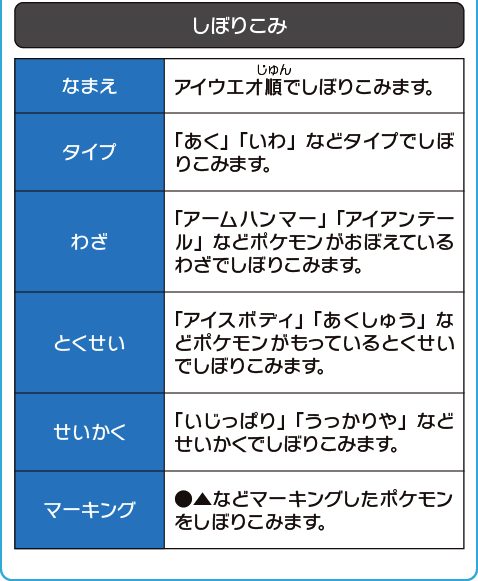 しぼりこみ
なまえ
じゅん
アイウエオ順でしぼりこみます。
タイプ
「あく」「いわ」などタイプでしぼ
りこみます。
わざ
「アームハンマー」「アイアンテー
ル」などポケモンがおぼえている
わざでしぼりこみます。
とくせい
「アイスボディ」「あくしゅう」な
どポケモンがもっているとくせい
でしぼりこみます。
せいかく
「いじっぱり」「うっかりや」など
せいかくでしぼりこみます。
マーキング
●▲などマーキングしたポケモン
をしぼりこみます。